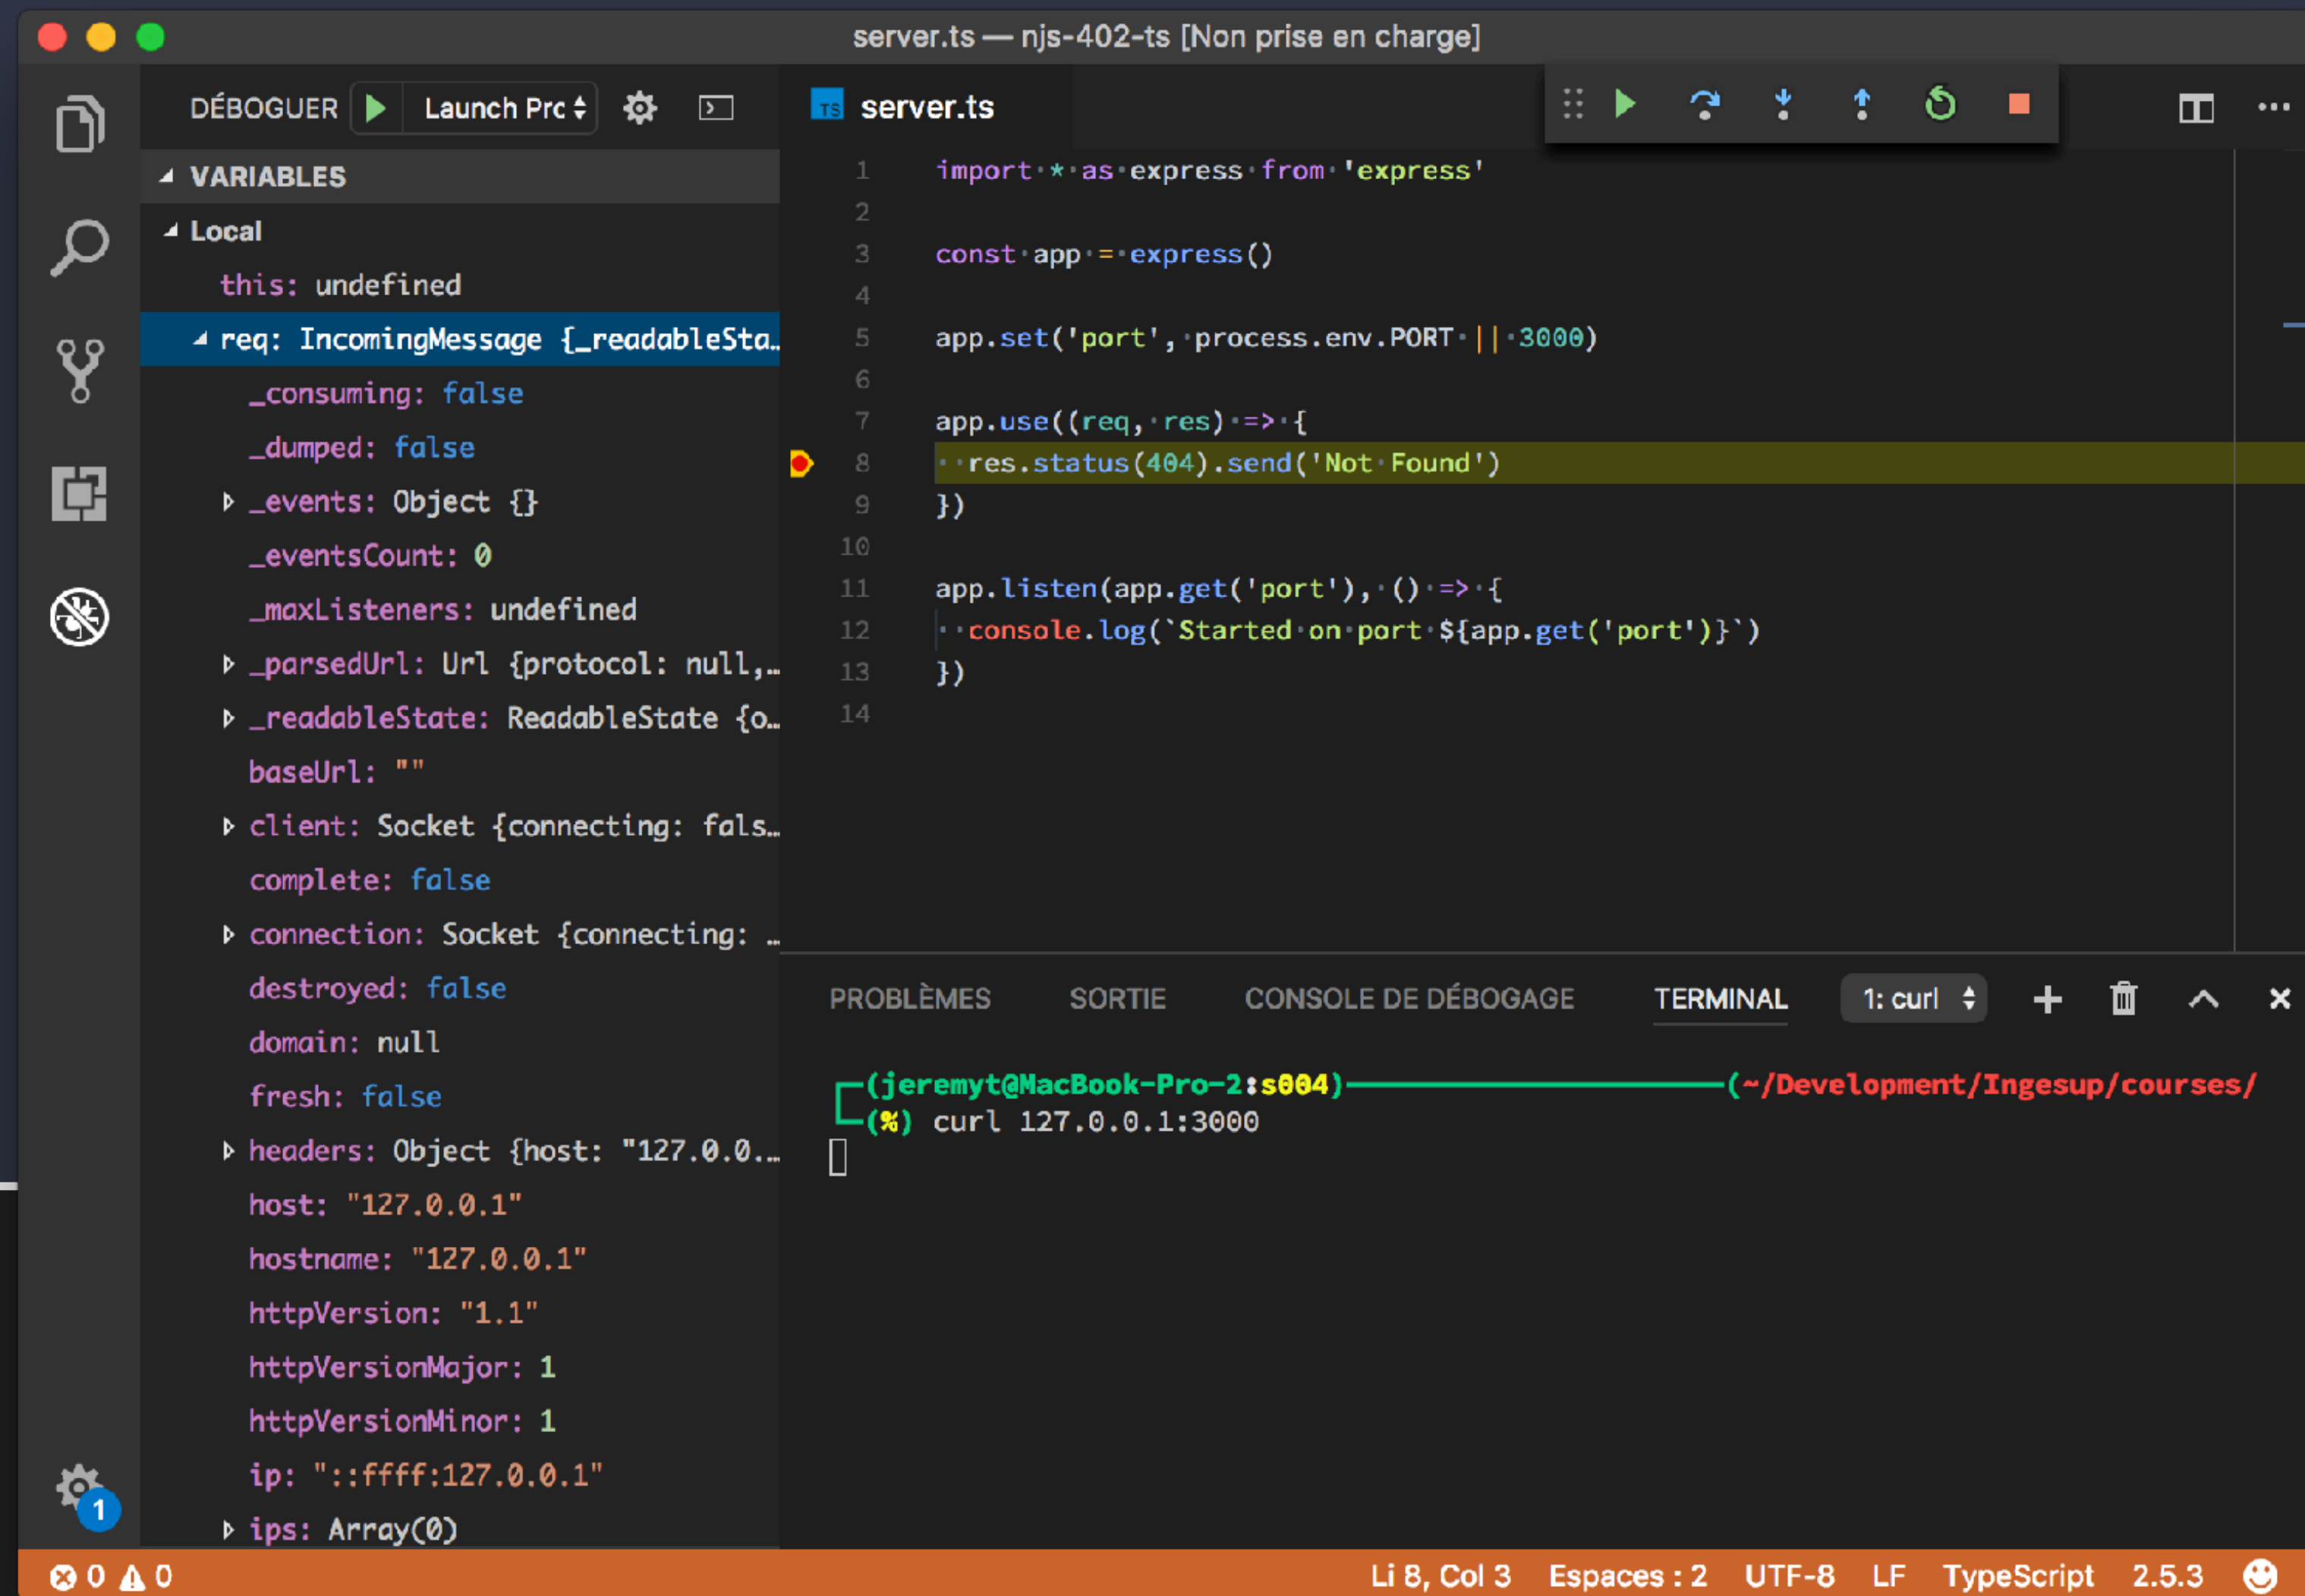 server.ts — njs-402-ts [Non prise en charge]
DÉBOGUER Launch Prc
VARIABLES
Local
this: undefined
req: IncomingMessage {_readableSta…
_consuming: false
_dumped: false
_events: Object {}
_eventsCount: 0
_maxListeners: undefined
_parsedUrl: Url {protocol: null,…
_readableState: ReadableState {o…
baseUrl: ""
client: Socket {connecting: fals…
complete: false
connection: Socket {connecting: …
destroyed: false
domain: null
fresh: false
headers: Object {host: "127.0.0.…
host: "127.0.0.1"
hostname: "127.0.0.1"
httpVersion: "1.1"
httpVersionMajor: 1
httpVersionMinor: 1
ip: "::ffff:127.0.0.1"
ips: Array(0)
1
TS server.ts
1 import * as express from 'express'
2
3 const app = express()
4
5 app.set('port', process.env.PORT || 3000)
6
7 app.use((req, res) => {
8 res.status(404).send('Not Found')
9 })
10
11 app.listen(app.get('port'), () => {
12 console.log(`Started on port ${app.get('port')}`)
13 })
14
PROBLÈMES SORTIE CONSOLE DE DÉBOGAGE TERMINAL 1: curl
(jeremyt@MacBook-Pro-2:s004) (~/Development/Ingesup/courses/
(%) curl 127.0.0.1:3000
0 0 Li 8, Col 3 Espaces : 2 UTF-8 LF TypeScript 2.5.3